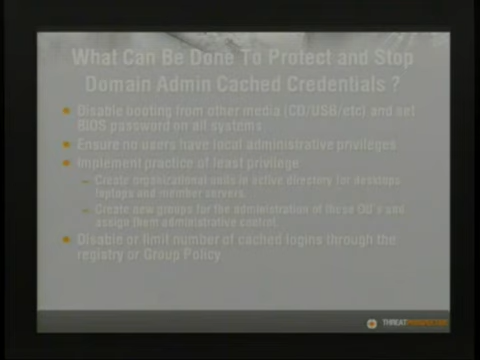 What Can Be Done To Protect and Stop
Domain Admin Cached Credentials ?
Disable booting from other media (CD/USB/etc) and set
BIOS password on all systems
Ensure no users have local administrative privileges
Implement practice of least privilege
– Create organizational units in active directory for desktops
laptops and member servers.
– Create new groups for the administration of these OU's and
assign them administrative control.
Disable or limit number of cached logins through the
registry or Group Policy
THREAT